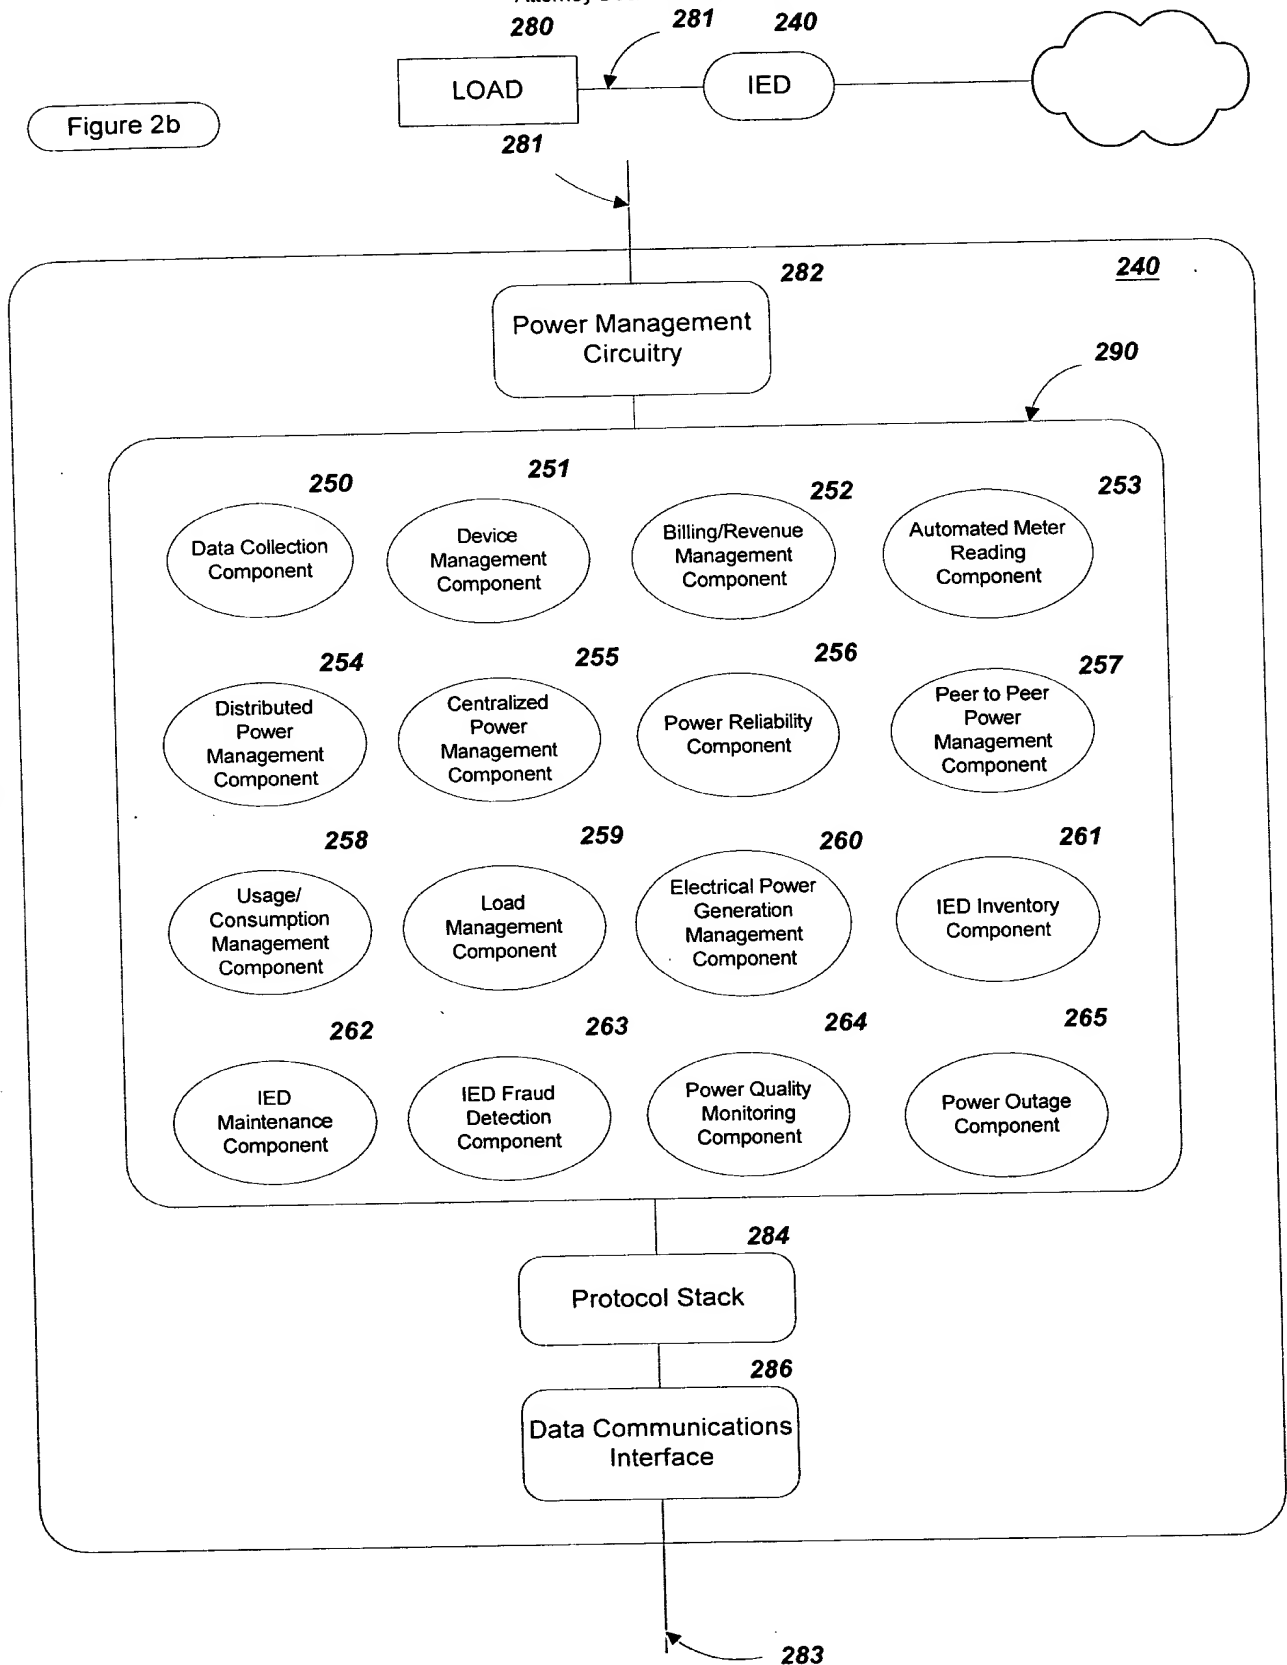 280
281
240
LOAD
IED
Figure 2b
281
282
240
Power Management
Circuitry
290
250
251
252
253
Data Collection
Component
Device
Management
Component
Billing/Revenue
Management
Component
Automated Meter
Reading
Component
254
255
256
257
Distributed
Power
Management
Component
Centralized
Power
Management
Component
Power Reliability
Component
Peer to Peer
Power
Management
Component
258
259
260
261
Usage/
Consumption
Management
Component
Load
Management
Component
Electrical Power
Generation
Management
Component
IED Inventory
Component
262
263
264
265
IED
Maintenance
Component
IED Fraud
Detection
Component
Power Quality
Monitoring
Component
Power Outage
Component
284
Protocol Stack
286
Data Communications
Interface
283